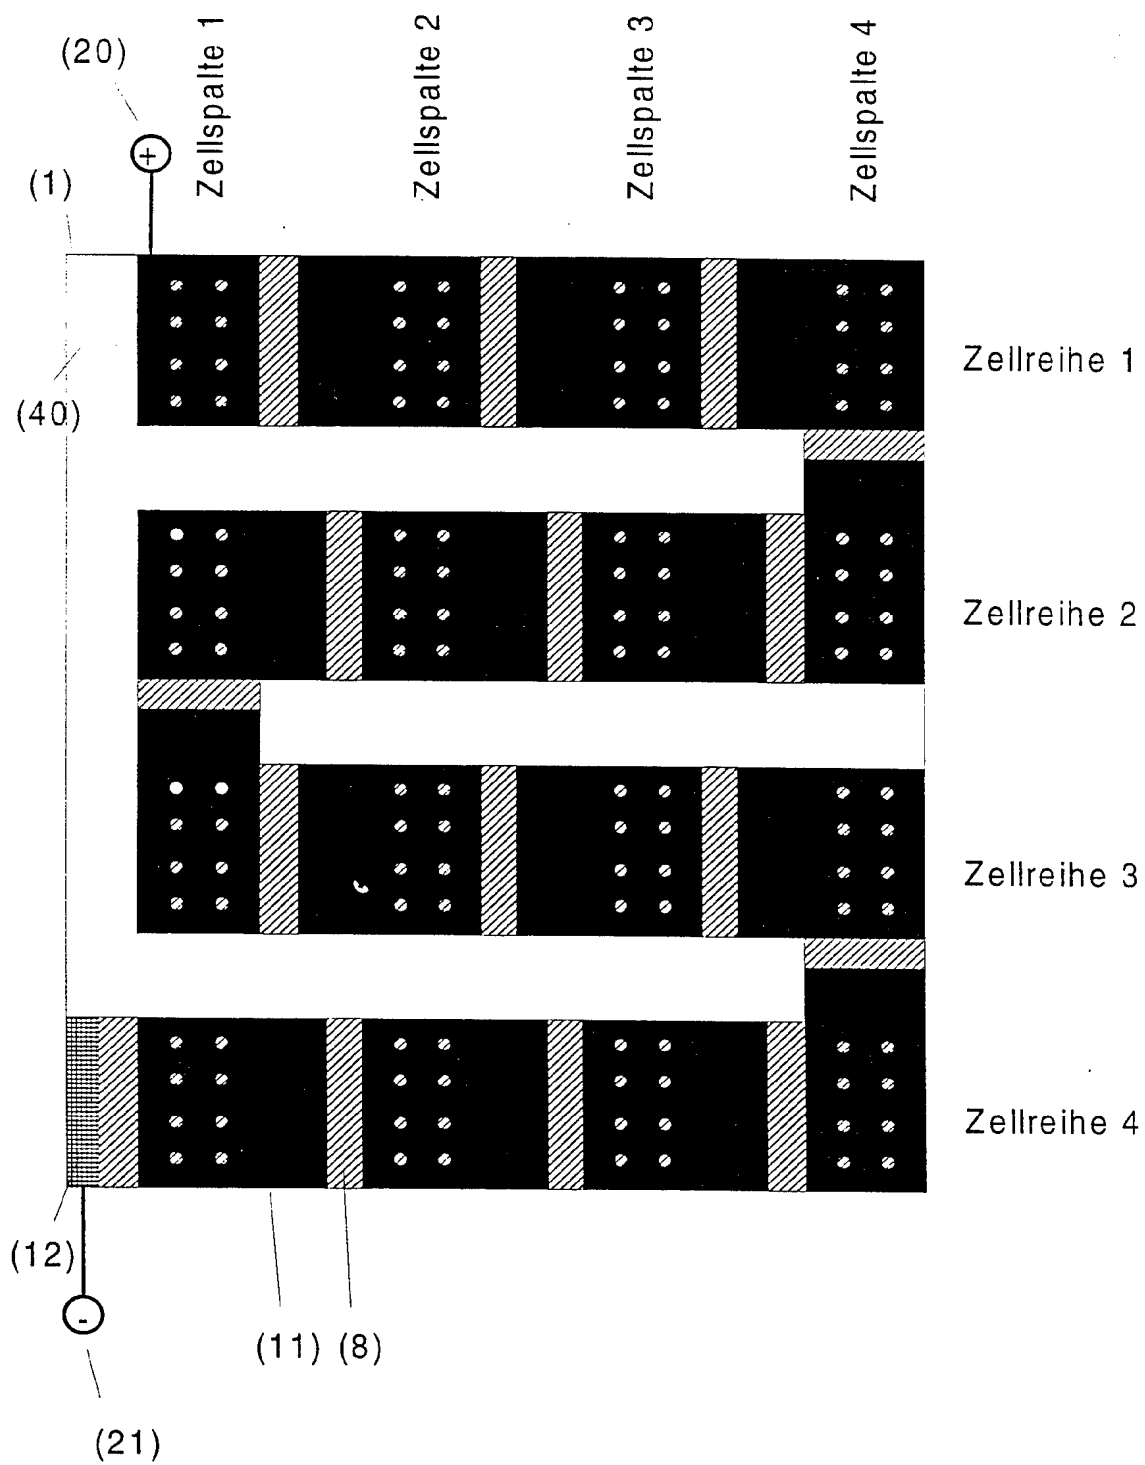 (20)
Zellspalte 1
Zellspalte 2
Zellspalte 3
Zellspalte 4
+
(1)
Zellreihe 1
(40)
Zellreihe 2
Zellreihe 3
Zellreihe 4
(12)
-
(11) (8)
(21)